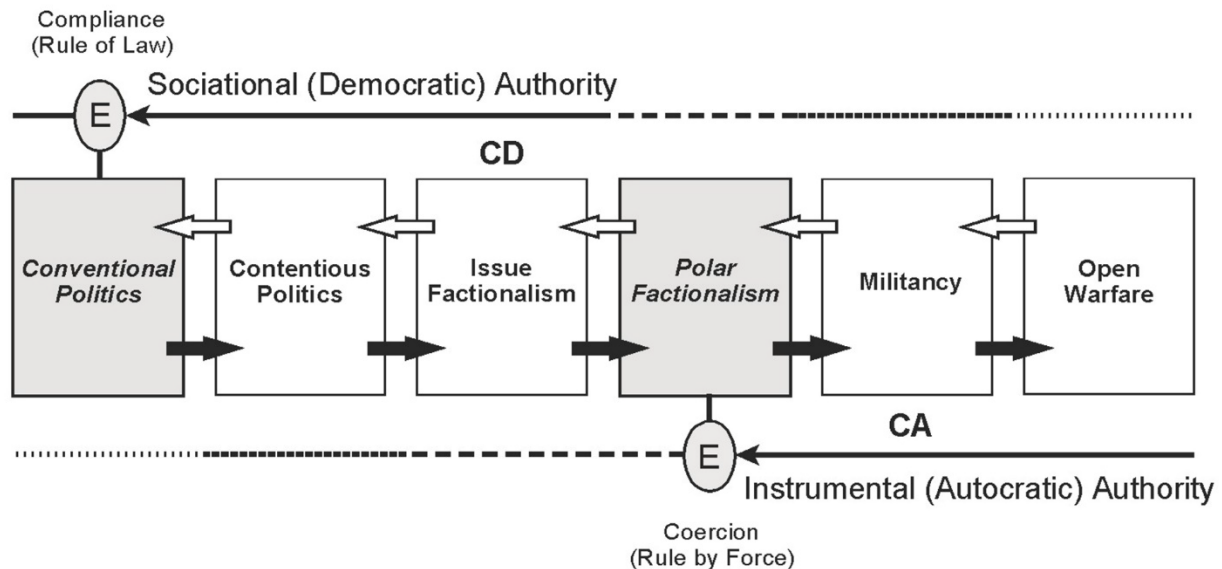 Compliance
(Rule of Law)
E
Sociational (Democratic) Authority
CD
Conventional
Politics
Contentious
Politics
Issue
Factionalism
Polar
Factionalism
Militancy
Open
Warfare
CA
E
Instrumental (Autocratic) Authority
Coercion
(Rule by Force)